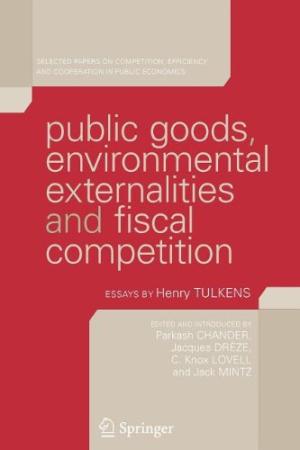 SELECTED PAPERS ON COMPETITION, EFFICIENCY
AND COOPERATION IN PUBLIC ECONOMICS
public goods,
environmental
externalities
and fiscal
competition
ESSAYS BY Henry TULKENS
EDITED AND INTRODUCED BY
Parkash CHANDER,
Jacques DRÈZE,
C. Knox LOVELL
and Jack MINTZ
Springer